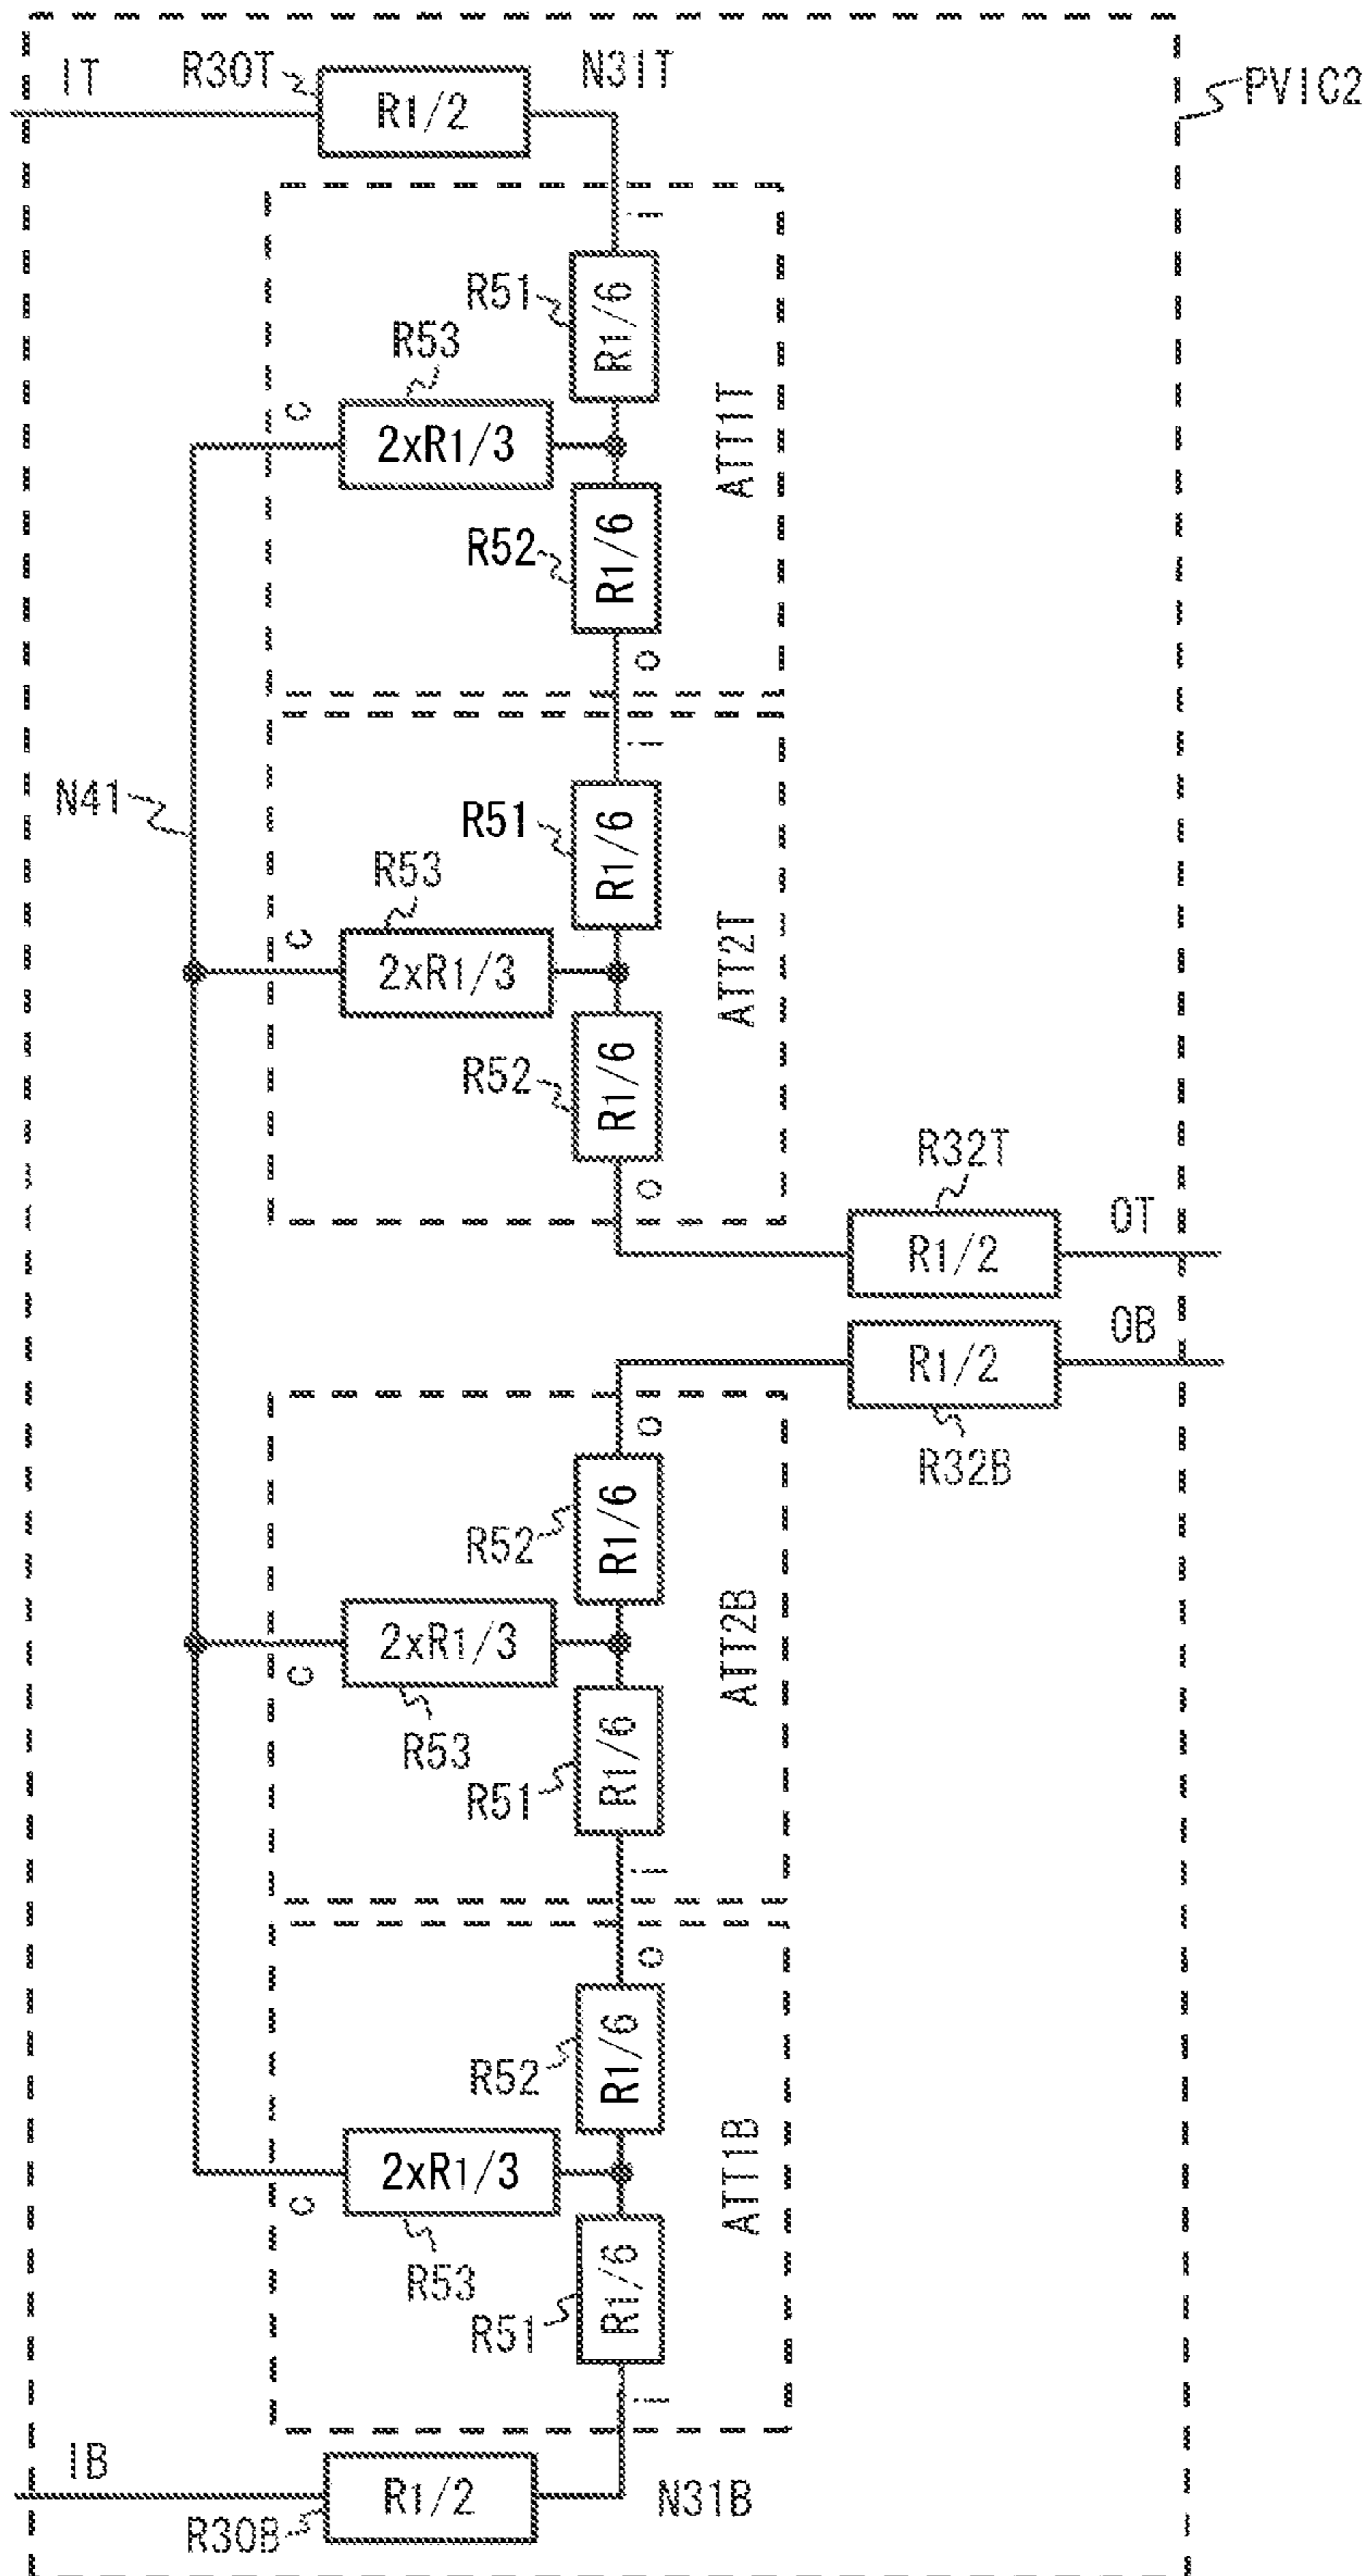 IT
R30T
R1/2
N31T
PVIC2
i
R51
R1/6
R53
C
2xR1/3
ATT1T
R52
R1/6
O
i
N41
R51
R1/6
R53
C
2xR1/3
ATT2T
R52
R1/6
O
R32T
R1/2
OT
OB
R1/2
R32B
O
R52
R1/6
2xR1/3
C
ATT2B
R53
R51
R1/6
i
O
R52
R1/6
2xR1/3
C
ATT1B
R53
R51
R1/6
i
IB
R1/2
N31B
R30B